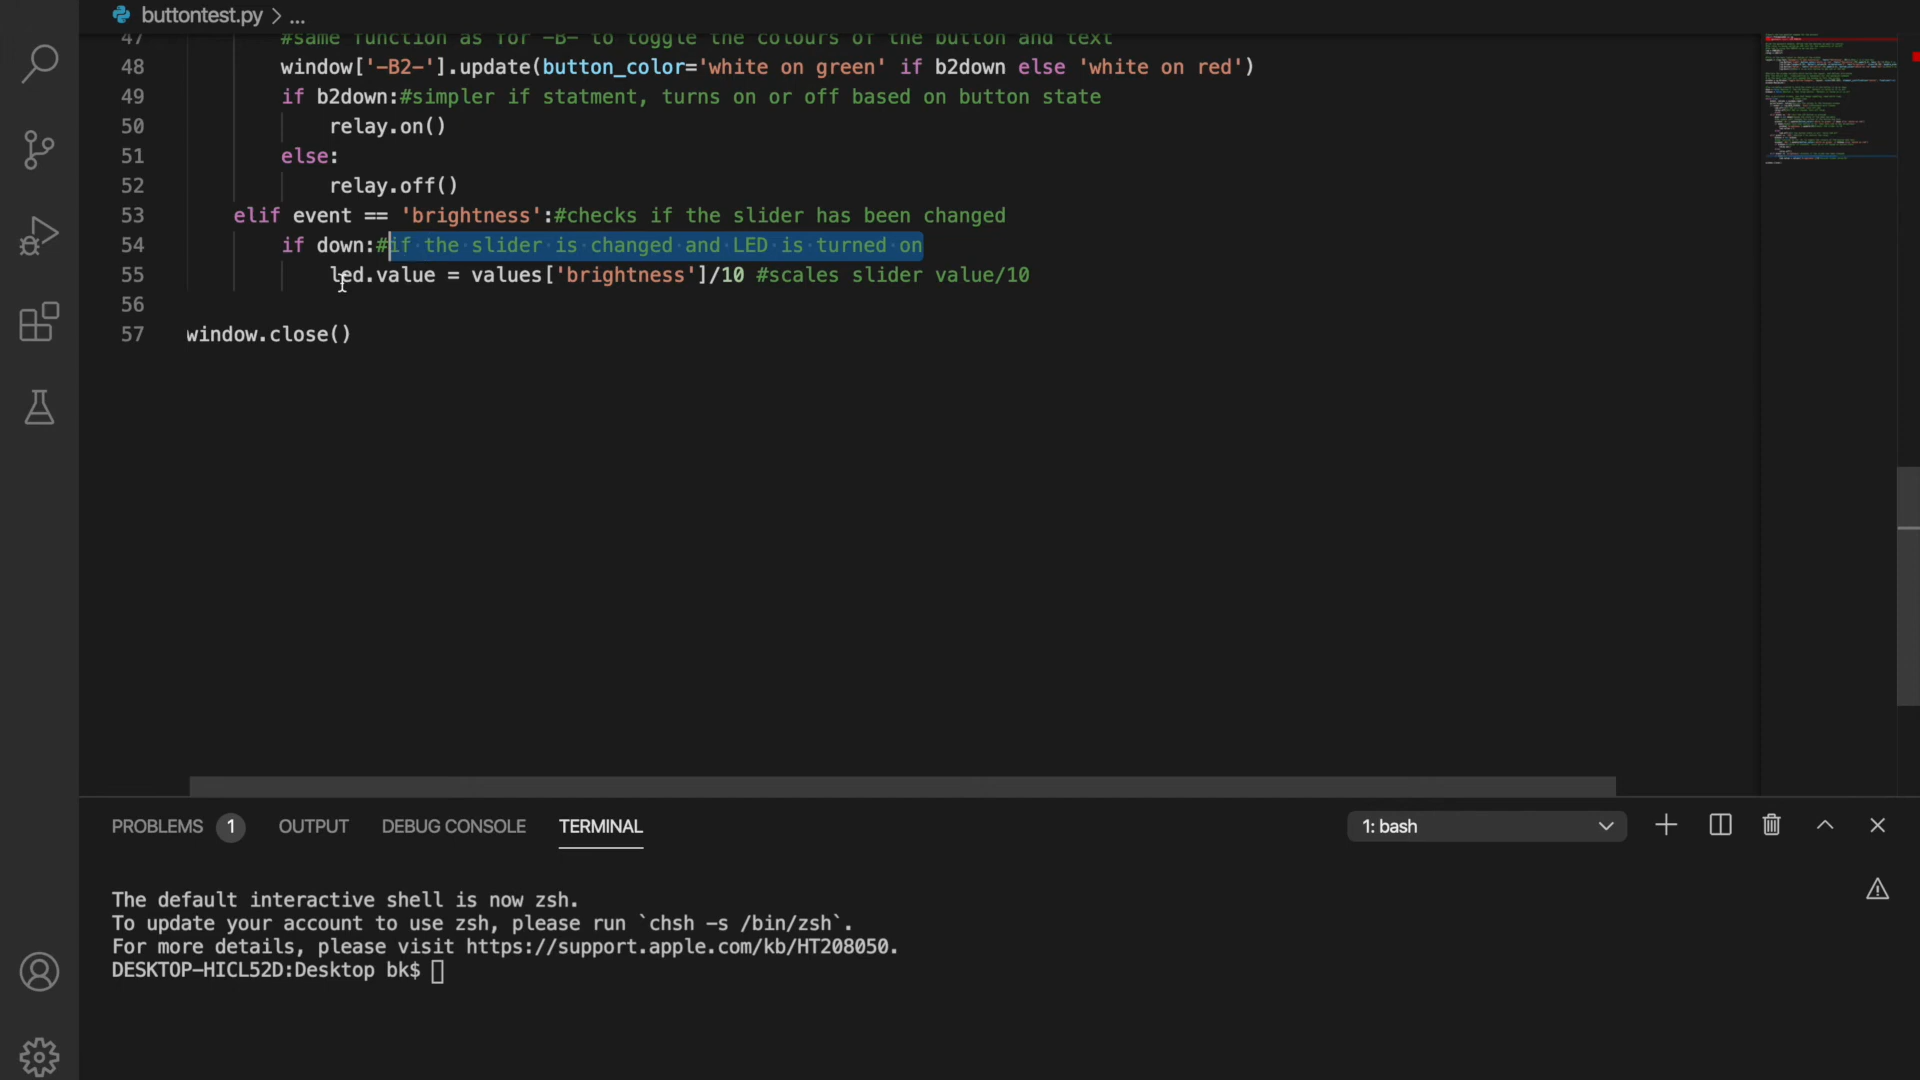 buttontest.py > ...
47 #same function as for -B- to toggle the colours of the button and text
48 window['-B2-'].update(button_color='white on green' if b2down else 'white on red')
49 if b2down:#simpler if statment, turns on or off based on button state
50 relay.on()
51 else:
52 relay.off()
53 elif event == 'brightness':#checks if the slider has been changed
54 if down:#if the slider is changed and LED is turned on
55 led.value = values['brightness']/10 #scales slider value/10
56
57 window.close()
PROBLEMS 1 OUTPUT DEBUG CONSOLE TERMINAL 1: bash
The default interactive shell is now zsh.
To update your account to use zsh, please run `chsh -s /bin/zsh`.
For more details, please visit https://support.apple.com/kb/HT208050.
DESKTOP-HICL52D:Desktop bk$